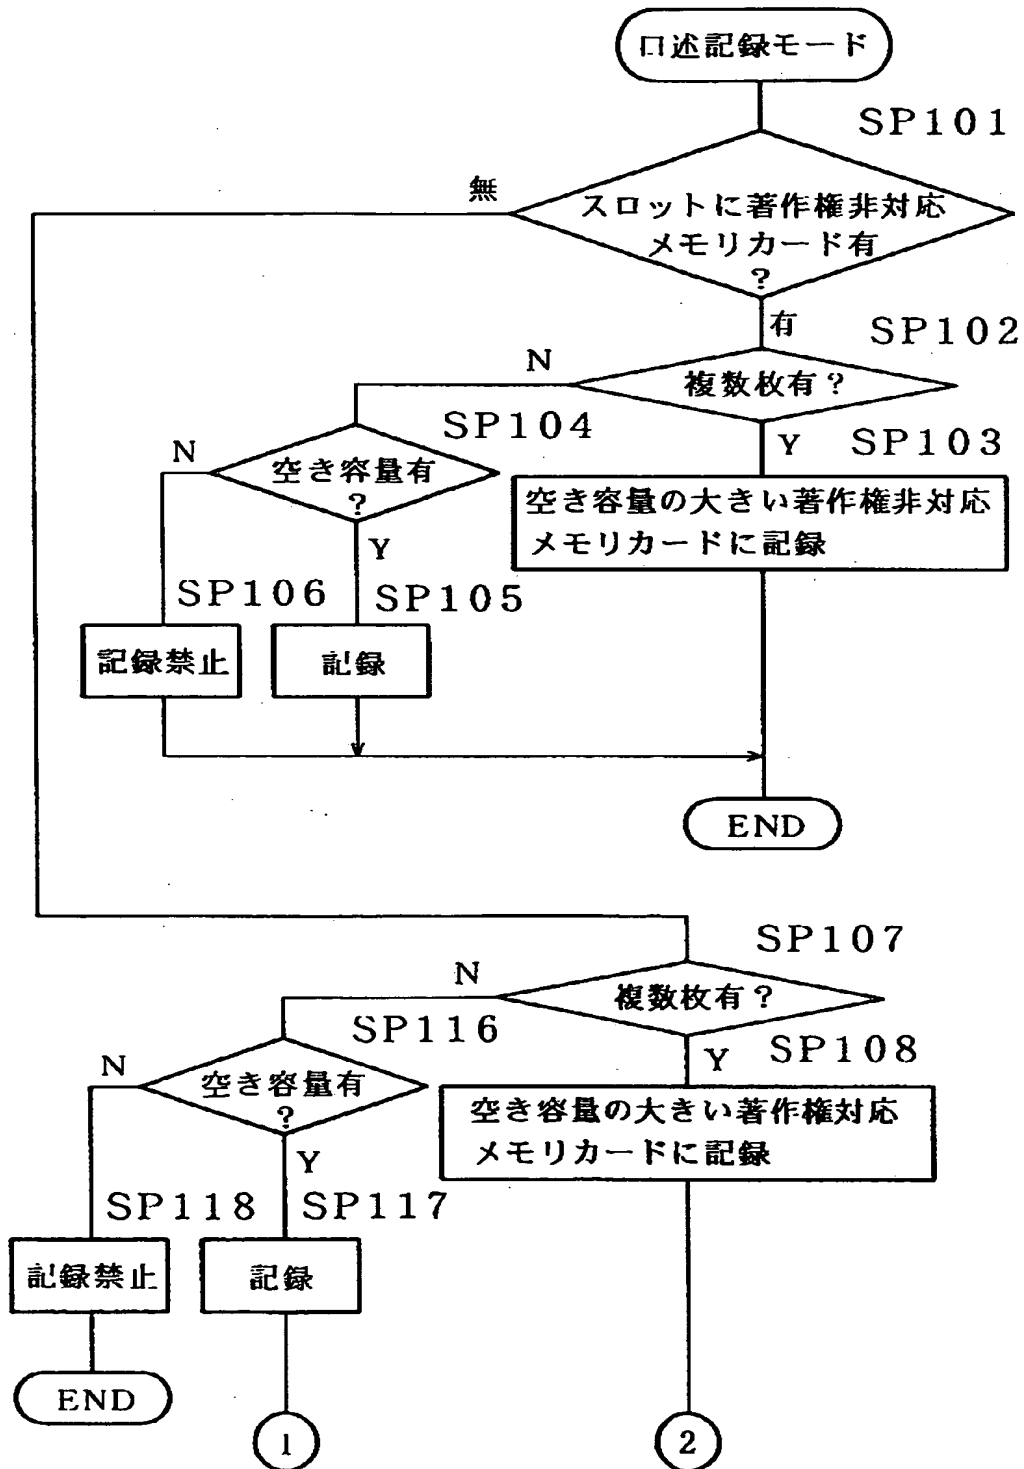 口述記録モード
SP101
無
スロットに著作権非対応
メモリカード有
?
有
SP102
N
複数枚有?
SP104
Y
SP103
N
空き容量有
?
空き容量の大きい著作権非対応
メモリカードに記録
Y
SP106
SP105
記録禁止
記録
END
SP107
N
複数枚有?
SP116
Y
SP108
N
空き容量有
?
空き容量の大きい著作権対応
メモリカードに記録
Y
SP118
SP117
記録禁止
記録
END
1
2